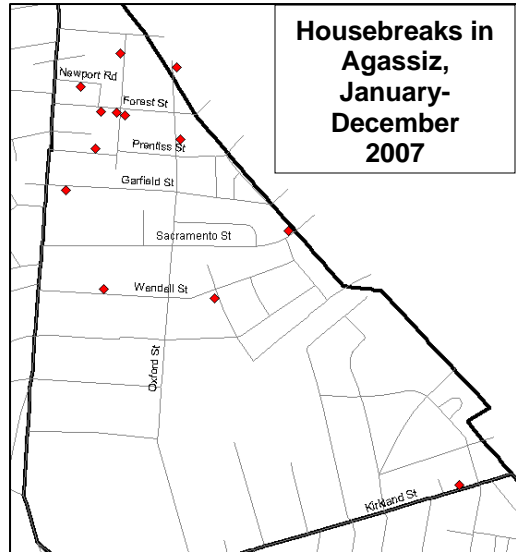 Housebreaks in
Agassiz,
January-
December
2007
Newport Rd
Forest St
Prentiss St
Garfield St
Sacramento St
Wendell St
Oxford St
Kirkland St